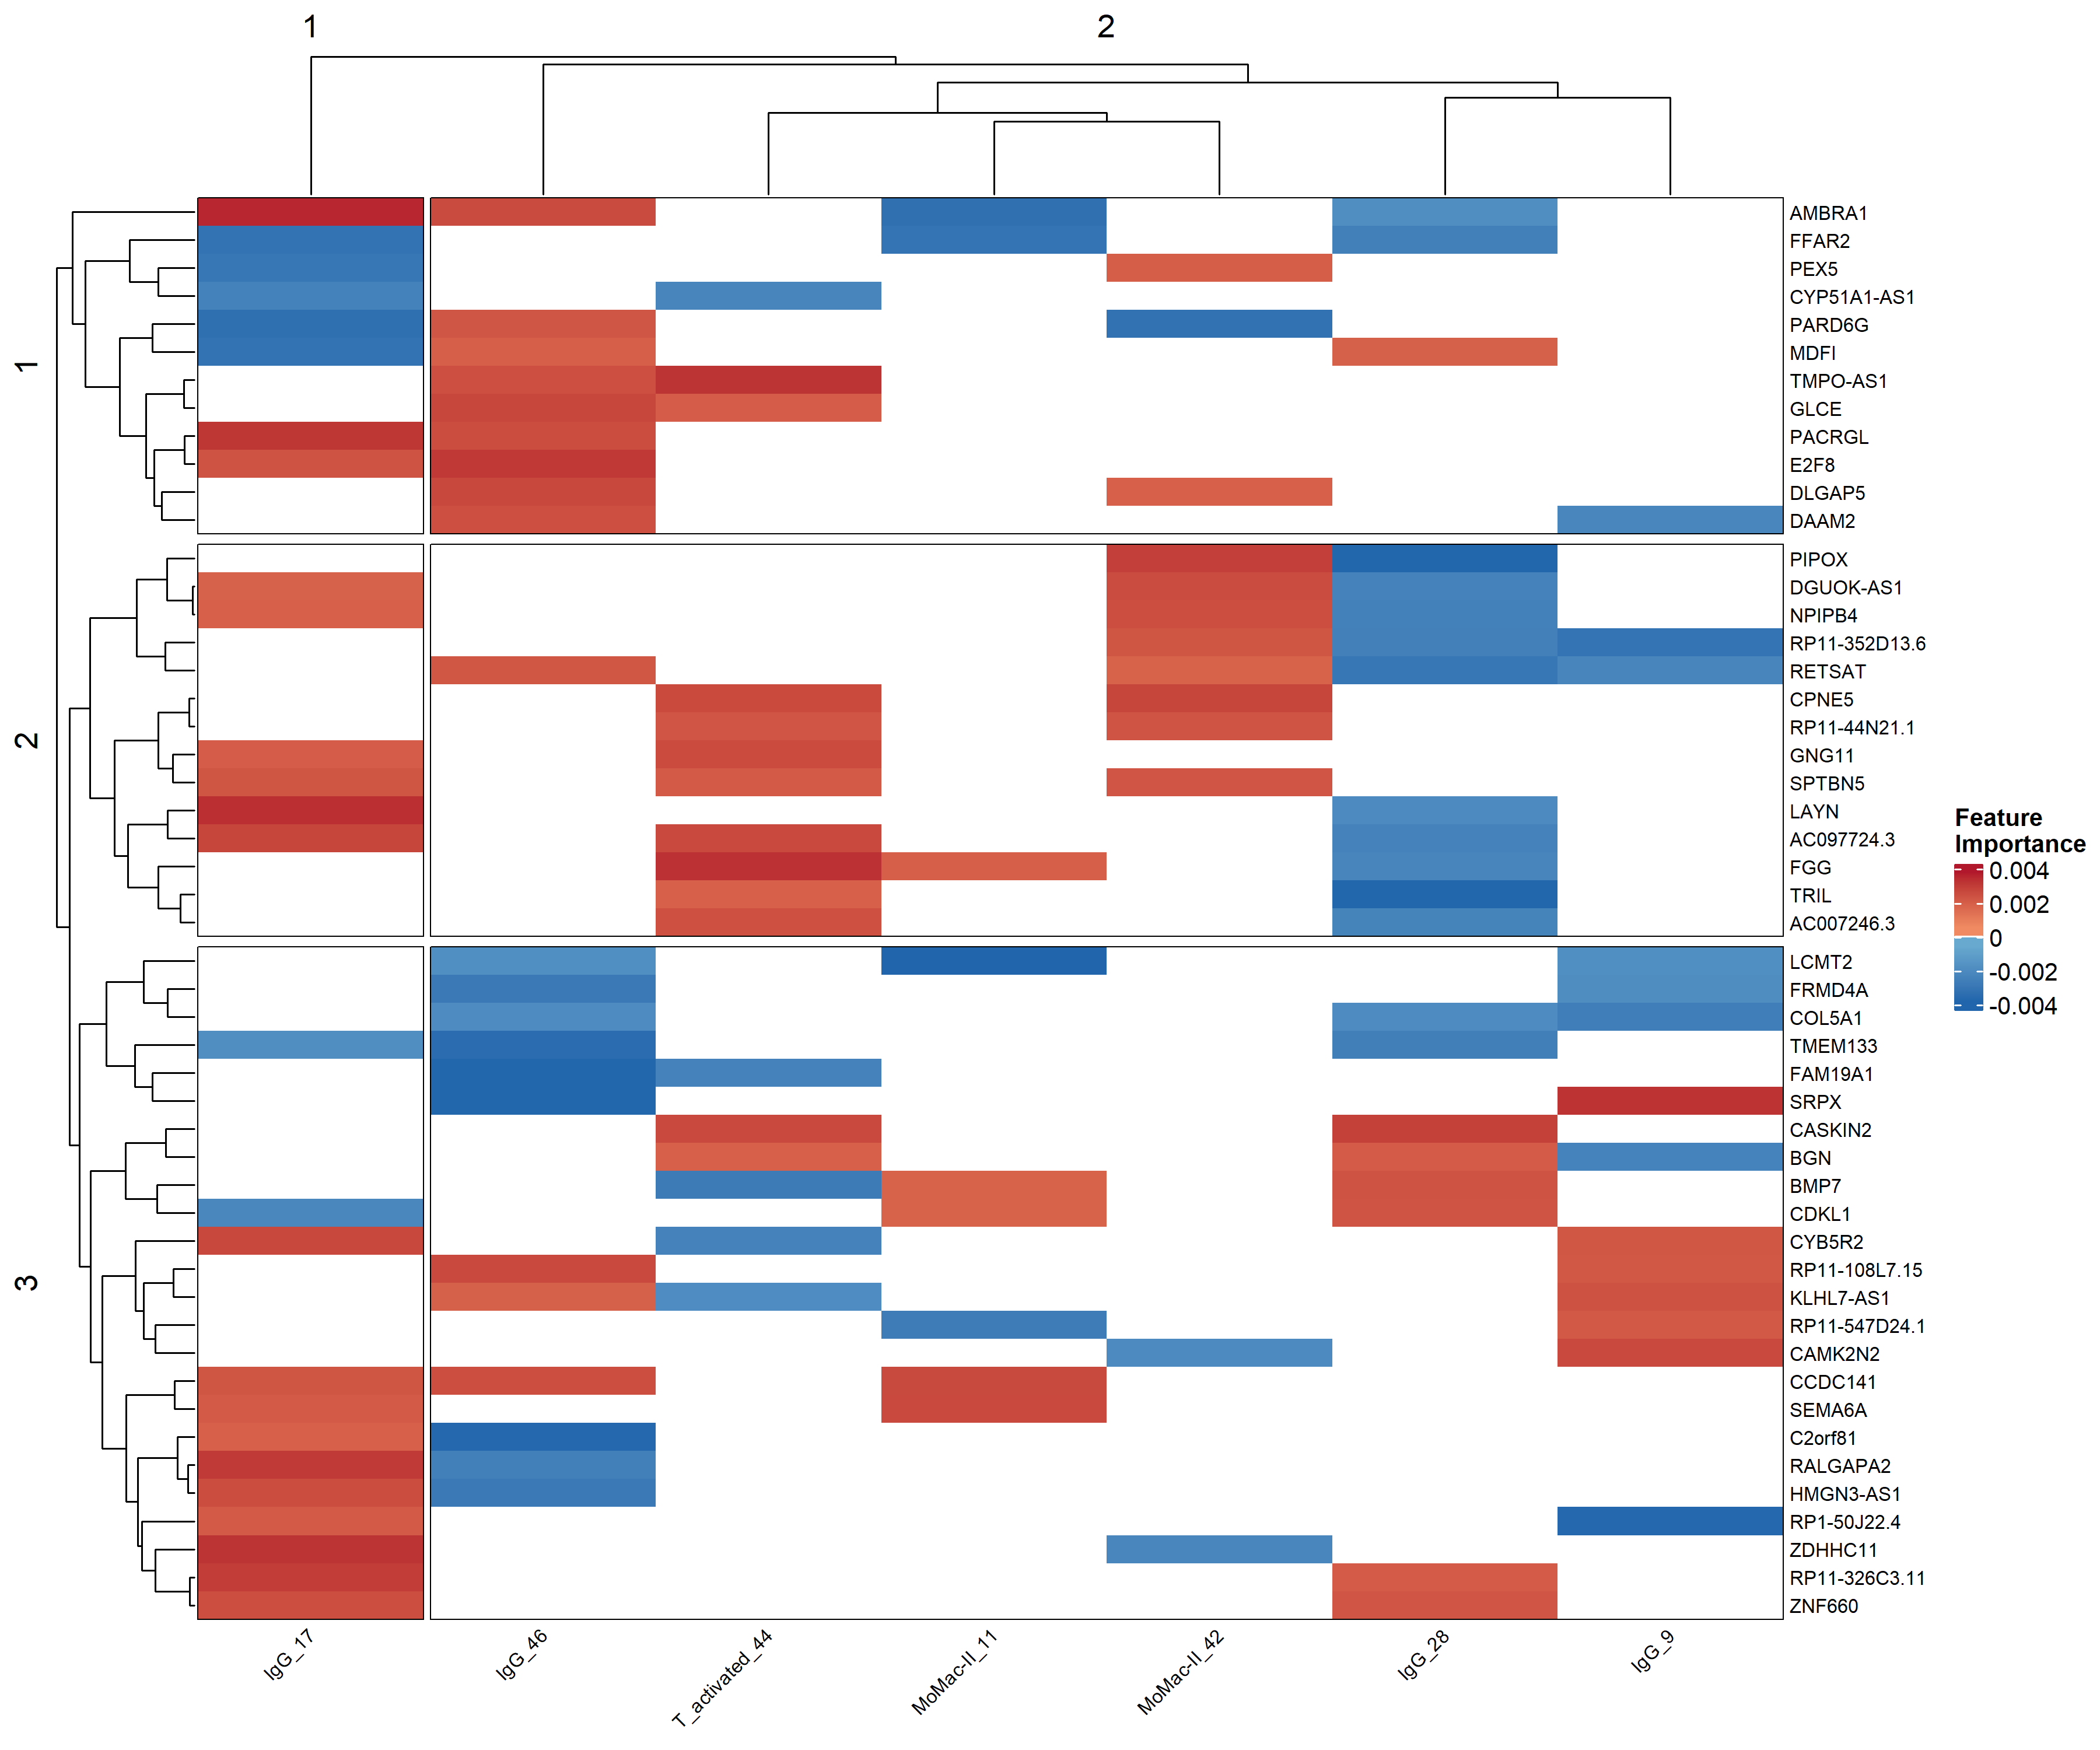 1
2
1
AMBRA1
FFAR2
PEX5
CYP51A1-AS1
PARD6G
MDFI
TMPO-AS1
GLCE
PACRGL
E2F8
DLGAP5
DAAM2
2
PIPOX
DGUOK-AS1
NPIPB4
RP11-352D13.6
RETSAT
CPNE5
RP11-44N21.1
GNG11
SPTBN5
LAYN
AC097724.3
FGG
TRIL
AC007246.3
3
LCMT2
FRMD4A
COL5A1
TMEM133
FAM19A1
SRPX
CASKIN2
BGN
BMP7
CDKL1
CYB5R2
RP11-108L7.15
KLHL7-AS1
RP11-547D24.1
CAMK2N2
CCDC141
SEMA6A
C2orf81
RALGAPA2
HMGN3-AS1
RP1-50J22.4
ZDHHC11
RP11-326C3.11
ZNF660
IgG_17
IgG_46
T_activated_44
MoMac-II_11
MoMac-II_42
IgG_28
IgG_9
Feature
Importance
0.004
0.002
0
-0.002
-0.004